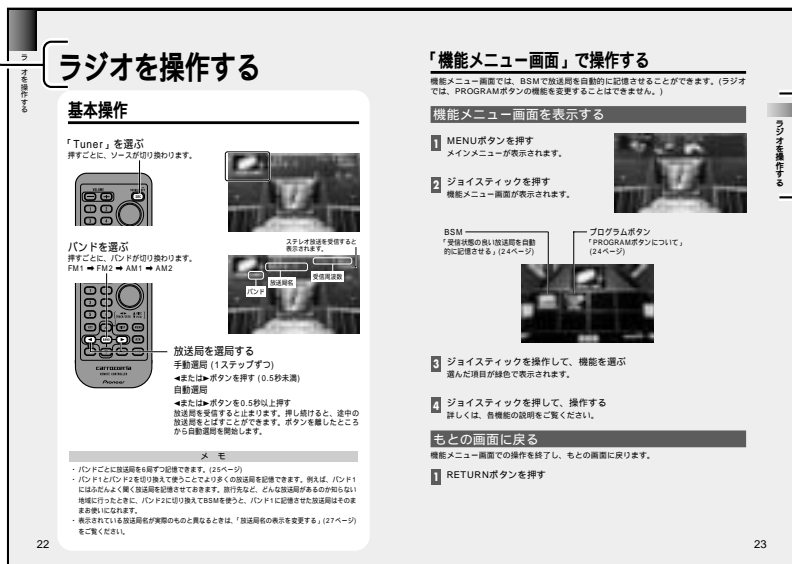 ラジオを操作する
ラジオを操作する
基本操作
「Tuner」を選ぶ
押すごとに、ソースが切り換わります。
バンドを選ぶ
押すごとに、バンドが切り換わります。
FM1 ➡ FM2 ➡ AM1 ➡ AM2
ステレオ放送を受信すると
表示されます。
バンド
放送局名
受信周波数
carrozzeria
REMOTE CONTROLLER
Pioneer
放送局を選局する
手動選局 (1ステップずつ)
◄または►ボタンを押す (0.5秒未満)
自動選局
◄または►ボタンを0.5秒以上押す
放送局を受信すると止まります。押し続けると、途中の
放送局をとばすことができます。ボタンを離したところ
から自動選局を開始します。
メ モ
・ バンドごとに放送局を6局ずつ記憶できます。(25ページ)
・ バンド1とバンド2を切り換えて使うことでより多くの放送局を記憶できます。例えば、バンド1
にはふだんよく聞く放送局を記憶させておきます。旅行先など、どんな放送局があるのか知らない
地域に行ったときに、バンド2に切り換えてBSMを使うと、バンド1に記憶させた放送局はそのま
まお使いになれます。
・ 表示されている放送局名が実際のものと異なるときは、「放送局名の表示を変更する」(27ページ)
をご覧ください。
22
「機能メニュー画面」で操作する
機能メニュー画面では、BSMで放送局を自動的に記憶させることができます。(ラジオ
では、PROGRAMボタンの機能を変更することはできません。)
機能メニュー画面を表示する
1 MENUボタンを押す
メインメニューが表示されます。
2 ジョイスティックを押す
機能メニュー画面が表示されます。
BSM
「受信状態の良い放送局を自動
的に記憶させる」(24ページ)
プログラムボタン
「PROGRAMボタンについて」
(24ページ)
3 ジョイスティックを操作して、機能を選ぶ
選んだ項目が緑色で表示されます。
4 ジョイスティックを押して、操作する
詳しくは、各機能の説明をご覧ください。
もとの画面に戻る
機能メニュー画面での操作を終了し、もとの画面に戻ります。
1 RETURNボタンを押す
ラジオを操作する
23